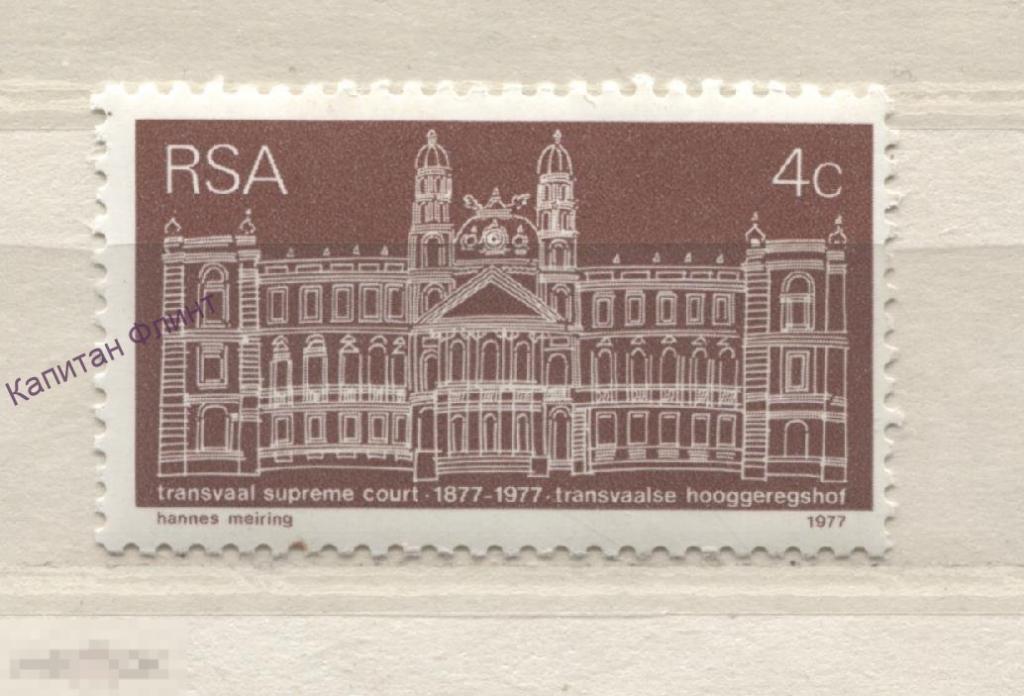 RSA
4c
Капитан Флинт
transvaal supreme court · 1877-1977 · transvaalse hooggeregshof
hannes meiring
1977